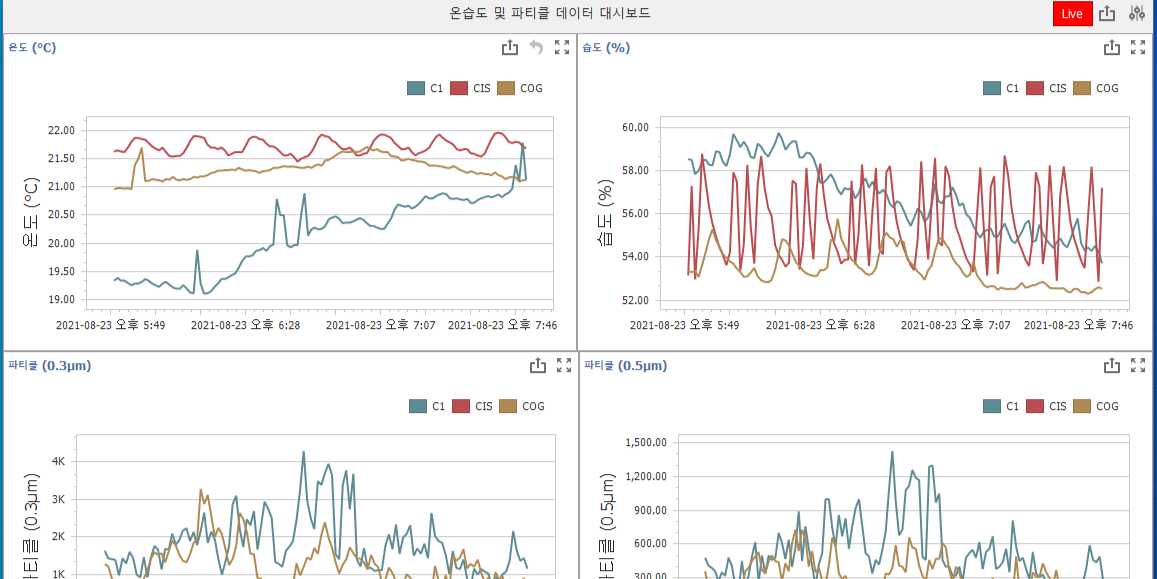 온습도 및 파티클 데이터 대시보드
Live
온도 (°C)
C1 CIS COG
22.00
21.50
21.00
20.50
20.00
19.50
19.00
온도 (°C)
2021-08-23 오후 5:49 2021-08-23 오후 6:28 2021-08-23 오후 7:07 2021-08-23 오후 7:46
습도 (%)
C1 CIS COG
60.00
58.00
56.00
54.00
52.00
습도 (%)
2021-08-23 오후 5:49 2021-08-23 오후 6:28 2021-08-23 오후 7:07 2021-08-23 오후 7:46
파티클 (0.3µm)
C1 CIS COG
4K
3K
2K
1K
파티클 (0.3µm)
파티클 (0.5µm)
C1 CIS COG
1,500.00
1,200.00
900.00
600.00
300.00
파티클 (0.5µm)